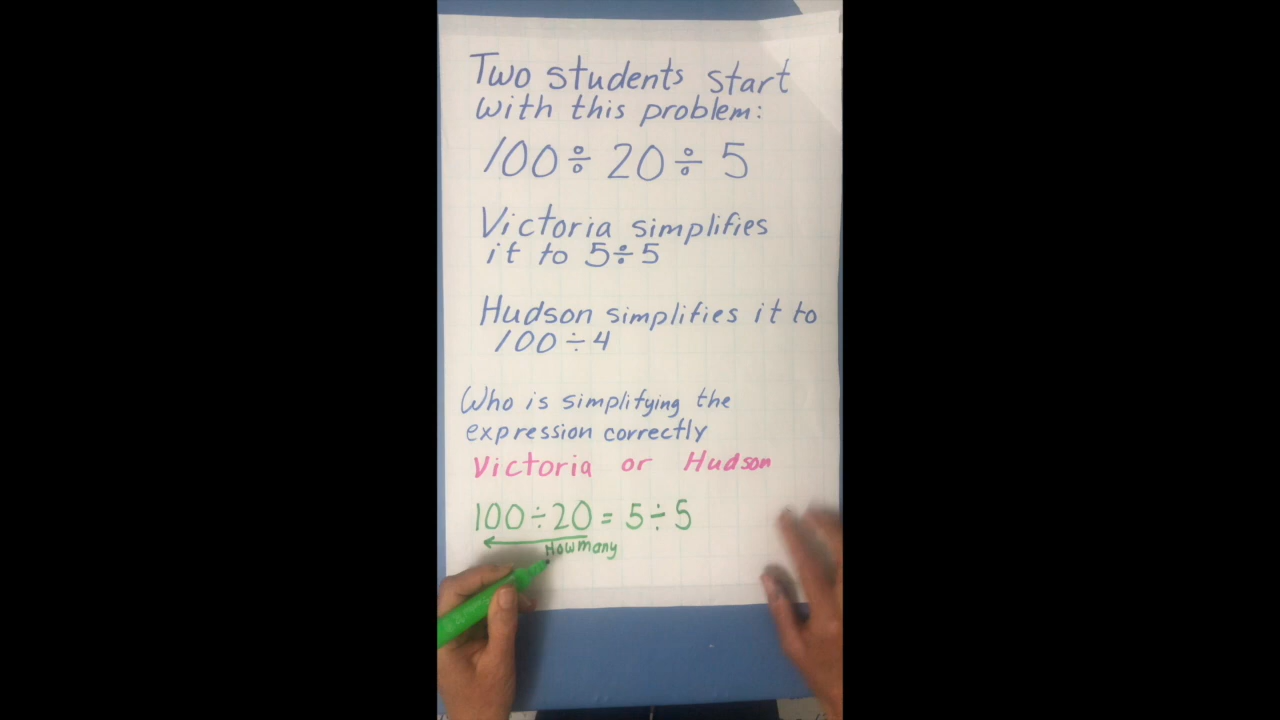 Two students start
with this problem:
100 ÷ 20 ÷ 5
Victoria simplifies
it to 5÷5
Hudson simplifies it to
100 ÷ 4
Who is simplifying the
expression correctly
Victoria or Hudson
100 ÷ 20 = 5 ÷ 5
How many